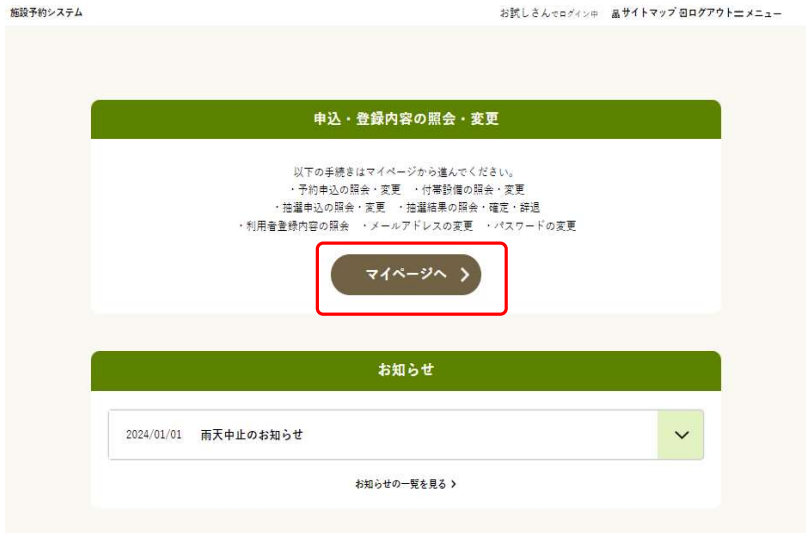 施設予約システム
お試しさんでログイン中 サイトマップ ログアウト メニュー
申込・登録内容の照会・変更
以下の手続きはマイページから進んでください。
・予約申込の照会・変更 ・付帯設備の照会・変更
・抽選申込の照会・変更 ・抽選結果の照会・確定・辞退
・利用者登録内容の照会 ・メールアドレスの変更 ・パスワードの変更
マイページへ
お知らせ
2024/01/01 雨天中止のお知らせ
お知らせの一覧を見る